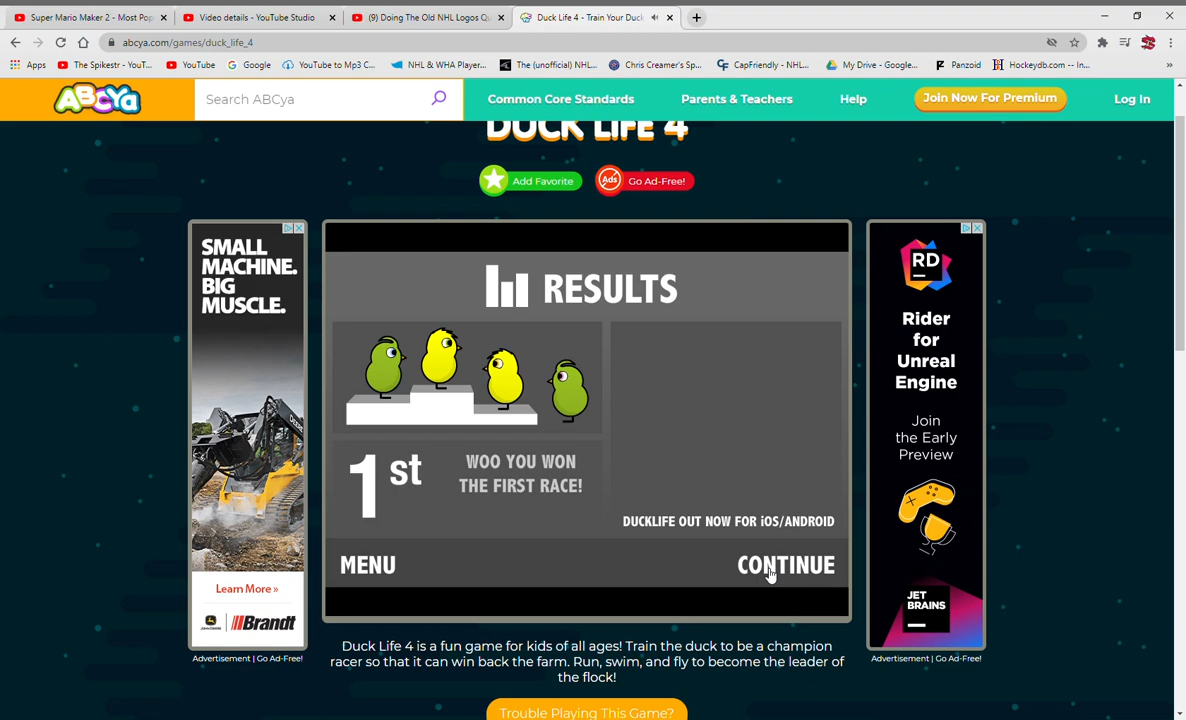 Super Mario Maker 2 - Most Pop
Video details - YouTube Studio
(9) Doing The Old NHL Logos Qu
Duck Life 4 - Train Your Duck
abcya.com/games/duck_life_4
Apps
The Spikestr - YouT...
YouTube
Google
YouTube to Mp3 C...
NHL & WHA Player...
The (unofficial) NHL...
Chris Creamer's Sp...
CapFriendly - NHL...
My Drive - Google...
Panzoid
Hockeydb.com -- In...
»
ABCYa
Search ABCya
Common Core Standards
Parents & Teachers
Help
Join Now For Premium
Log In
DUCK LIFE 4
Add Favorite
Ads
Go Ad-Free!
SMALL
MACHINE.
BIG
MUSCLE.
Learn More »
JOHN DEERE
Brandt
Advertisement | Go Ad-Free!
RESULTS
1st
WOO YOU WON
THE FIRST RACE!
DUCKLIFE OUT NOW FOR iOS/ANDROID
MENU
CONTINUE
RD
Rider
for
Unreal
Engine
Join
the Early
Preview
JET
BRAINS
Advertisement | Go Ad-Free!
Duck Life 4 is a fun game for kids of all ages! Train the duck to be a champion
racer so that it can win back the farm. Run, swim, and fly to become the leader of
the flock!
Trouble Playing This Game?